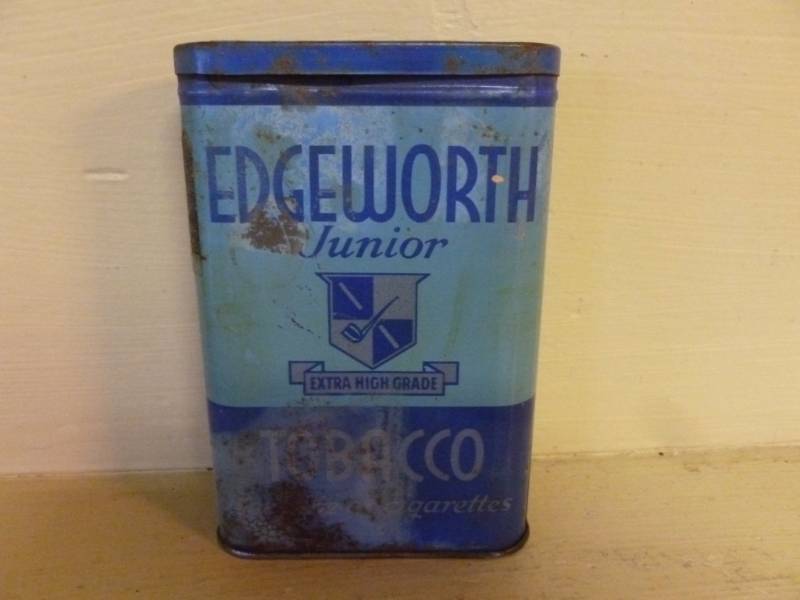 EDGEWORTH
Junior
EXTRA HIGH GRADE
TOBACCO
cigarettes